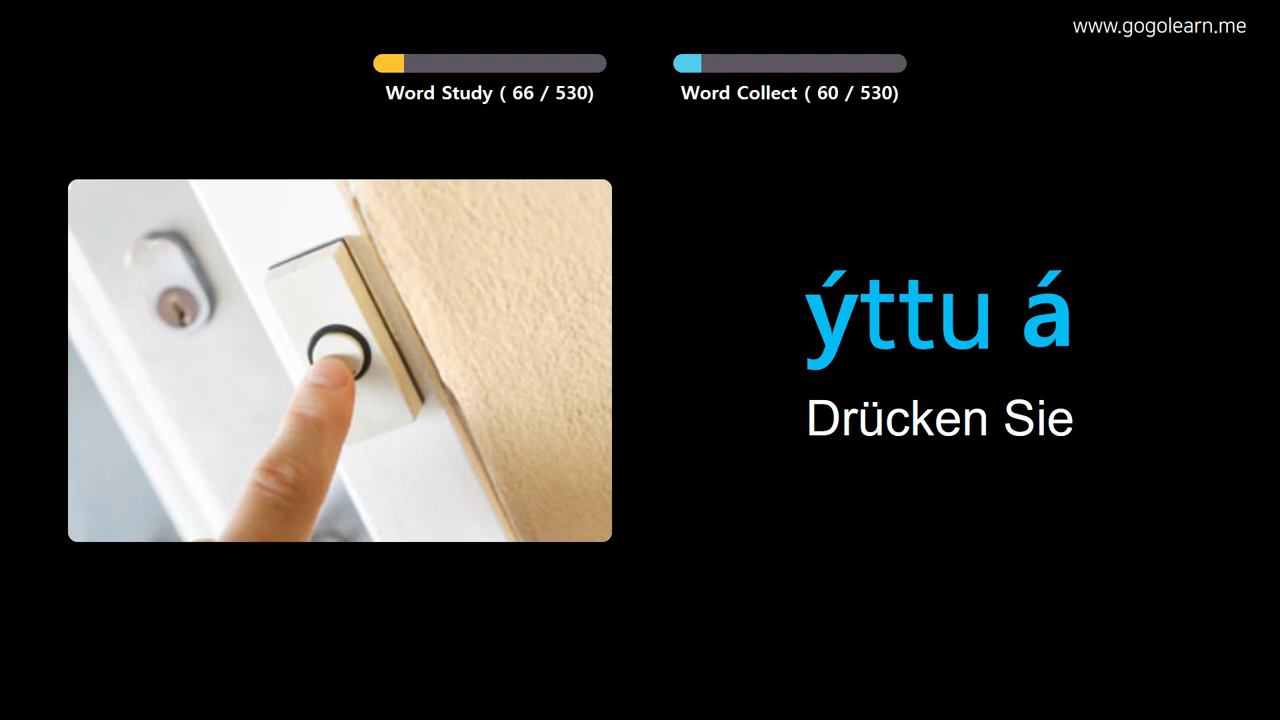 www.gogolearn.me
Word Study ( 66 / 530)
Word Collect ( 60 / 530)
ýttu á
Drücken Sie